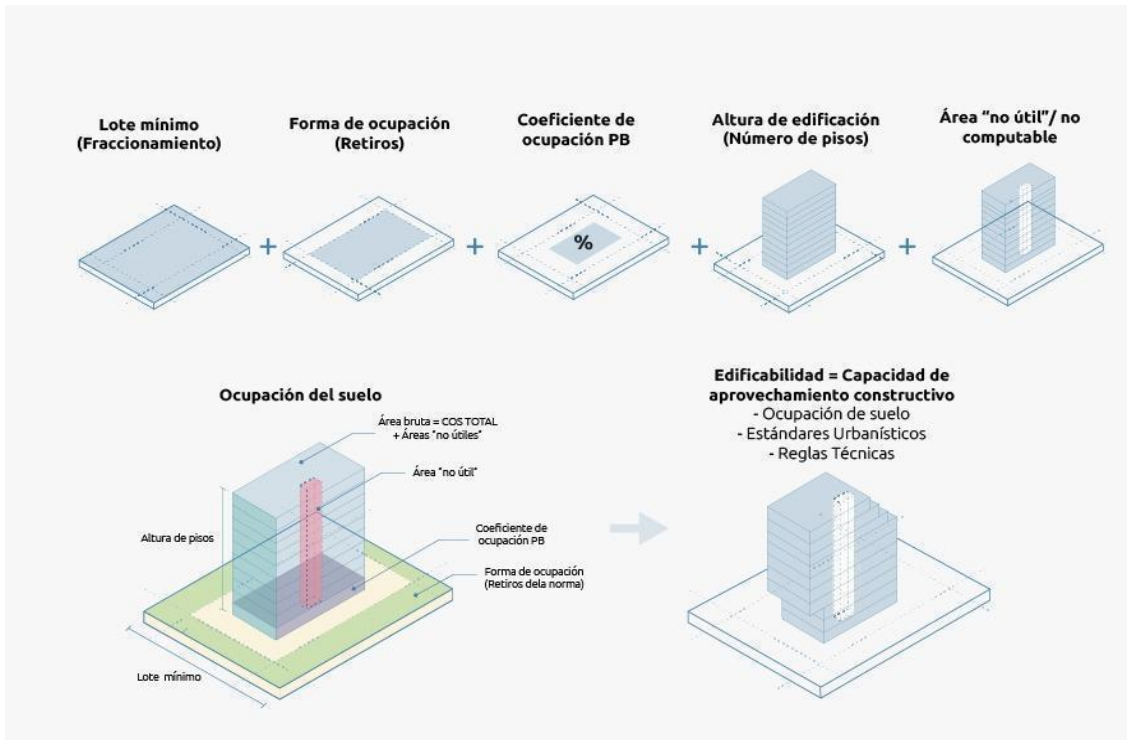 Lote mínimo
(Fraccionamiento)
Forma de ocupación
(Retiros)
Coeficiente de
ocupación PB
Altura de edificación
(Número de pisos)
Área “no útil”/ no
computable
+
+
%
+
+
Ocupación del suelo
Área bruta = COS TOTAL
+ Áreas “no útiles”
Área “no útil”
Altura de pisos
Coeficiente de
ocupación PB
Forma de ocupación
(Retiros dela norma)
Lote mínimo
Edificabilidad = Capacidad de
aprovechamiento constructivo
- Ocupación de suelo
- Estándares Urbanísticos
- Reglas Técnicas